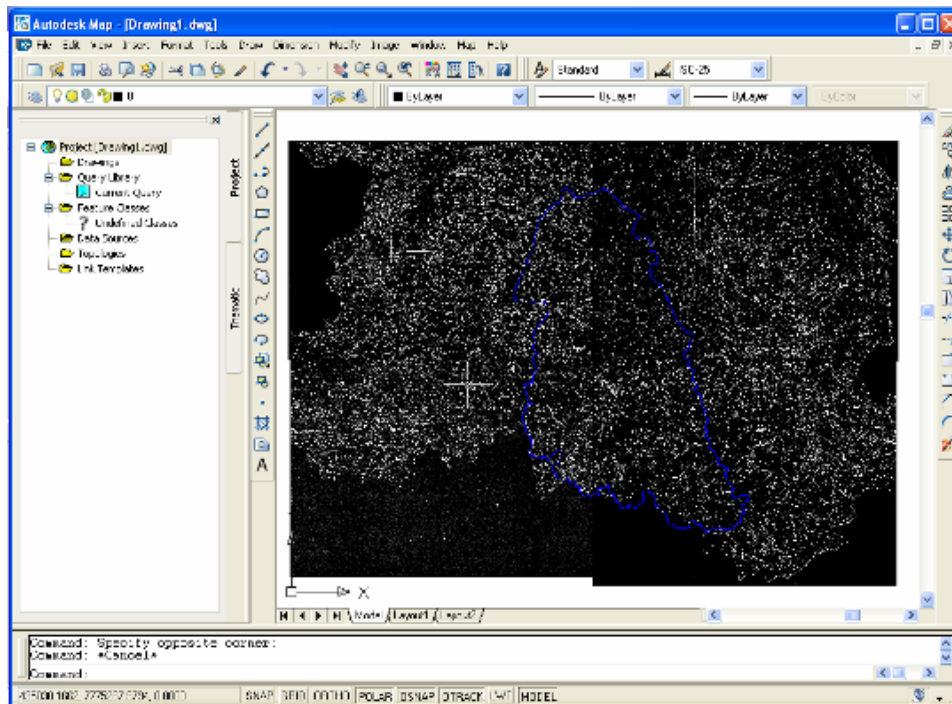 Autodesk Map - [Drawing1.dwg]
File Edit View Insert Format Tools Draw Dimension Modify Image Window Map Help
Standard ISO-25
0 ByLayer ByLayer ByLayer ByColor
Project [Drawing1.dwg]
Drawings
Query Library
Current Query
Feature Classes
Undefined Classes
Data Sources
Topologies
Link Templates
Project
Thematic
A
X
Model Layout1 Layout2
Command: Specify opposite corner:
Command: *Cancel*
Command:
SNAP GRID ORTHO POLAR OSNAP OTRACK LWT MODEL